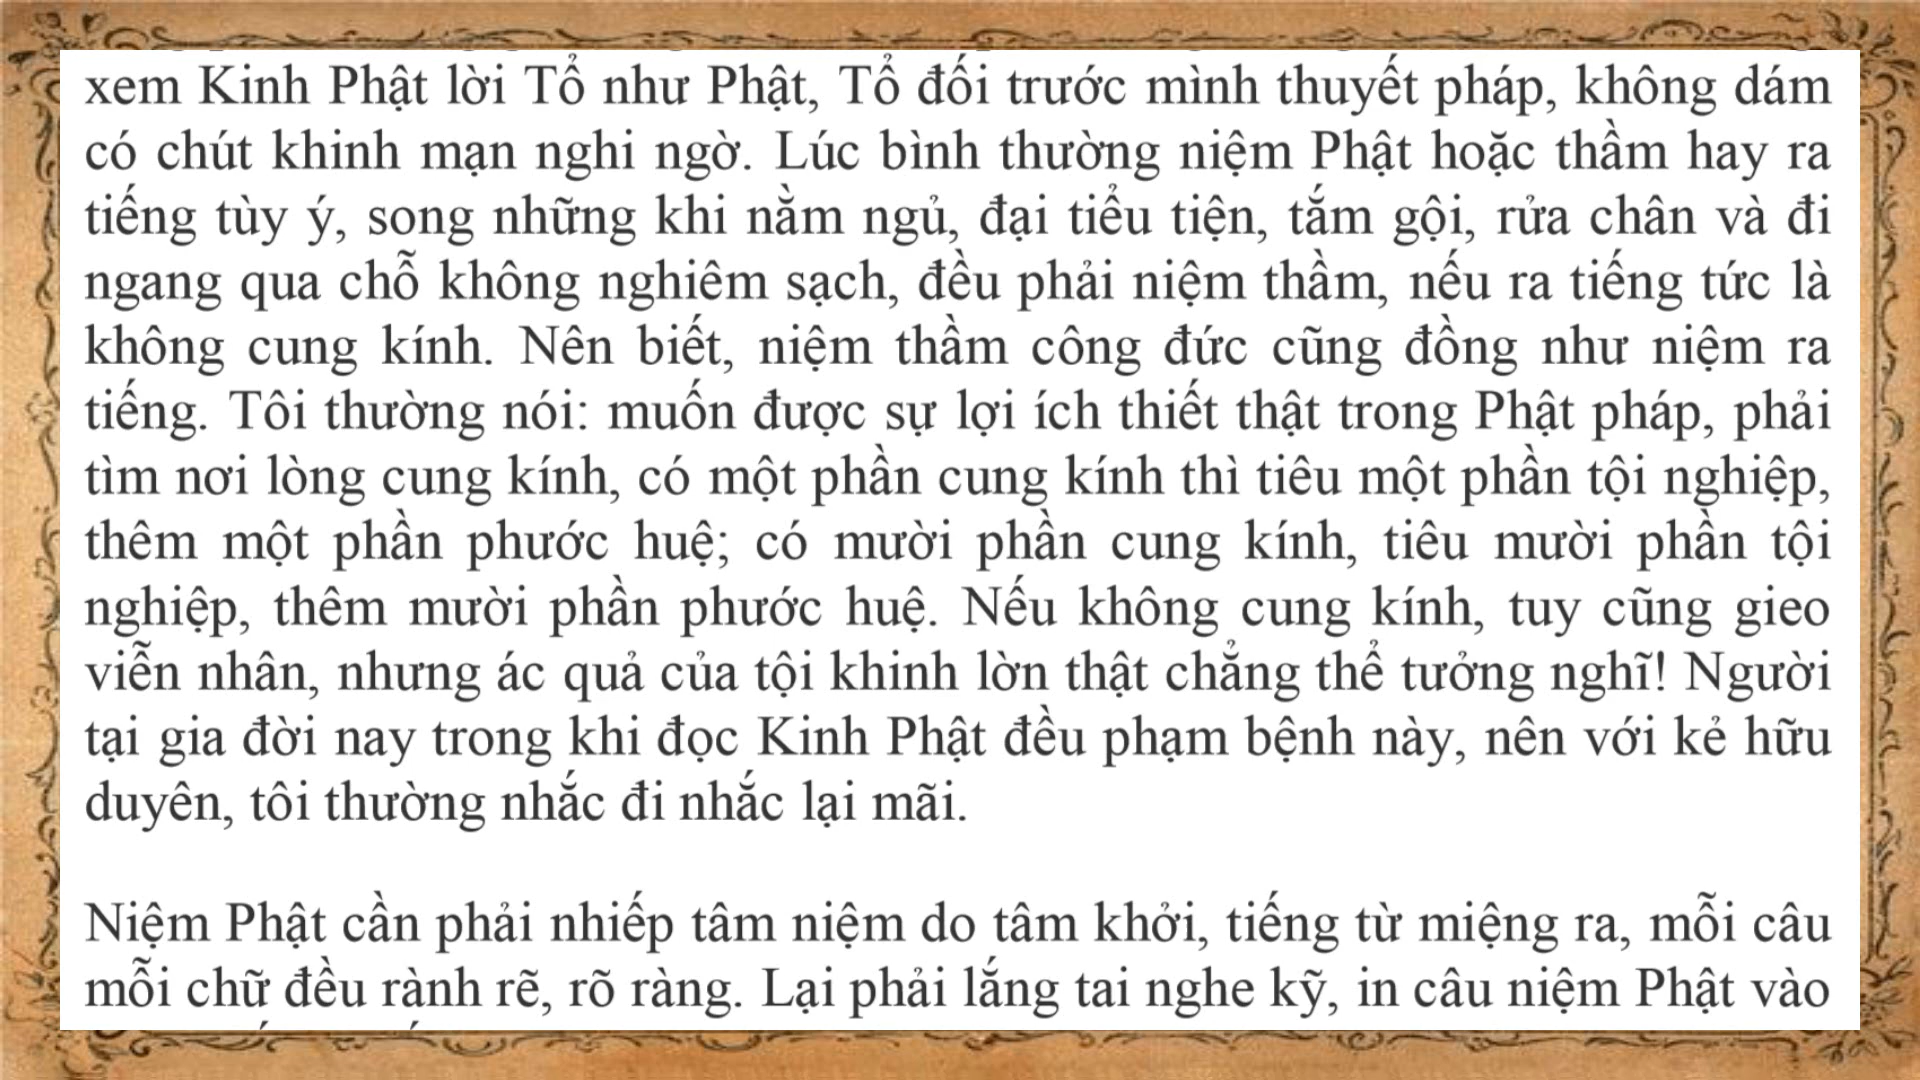 xem Kinh Phật lời Tổ như Phật, Tổ đối trước mình thuyết pháp, không dám
có chút khinh mạn nghi ngờ. Lúc bình thường niệm Phật hoặc thầm hay ra
tiếng tùy ý, song những khi nằm ngủ, đại tiểu tiện, tắm gội, rửa chân và đi
ngang qua chỗ không nghiêm sạch, đều phải niệm thầm, nếu ra tiếng tức là
không cung kính. Nên biết, niệm thầm công đức cũng đồng như niệm ra
tiếng. Tôi thường nói: muốn được sự lợi ích thiết thật trong Phật pháp, phải
tìm nơi lòng cung kính, có một phần cung kính thì tiêu một phần tội nghiệp,
thêm một phần phước huệ; có mười phần cung kính, tiêu mười phần tội
nghiệp, thêm mười phần phước huệ. Nếu không cung kính, tuy cũng gieo
viễn nhân, nhưng ác quả của tội khinh lờn thật chẳng thể tưởng nghĩ! Người
tại gia đời nay trong khi đọc Kinh Phật đều phạm bệnh này, nên với kẻ hữu
duyên, tôi thường nhắc đi nhắc lại mãi.
Niệm Phật cần phải nhiếp tâm niệm do tâm khởi, tiếng từ miệng ra, mỗi câu
mỗi chữ đều rành rẽ, rõ ràng. Lại phải lắng tai nghe kỹ, in câu niệm Phật vào